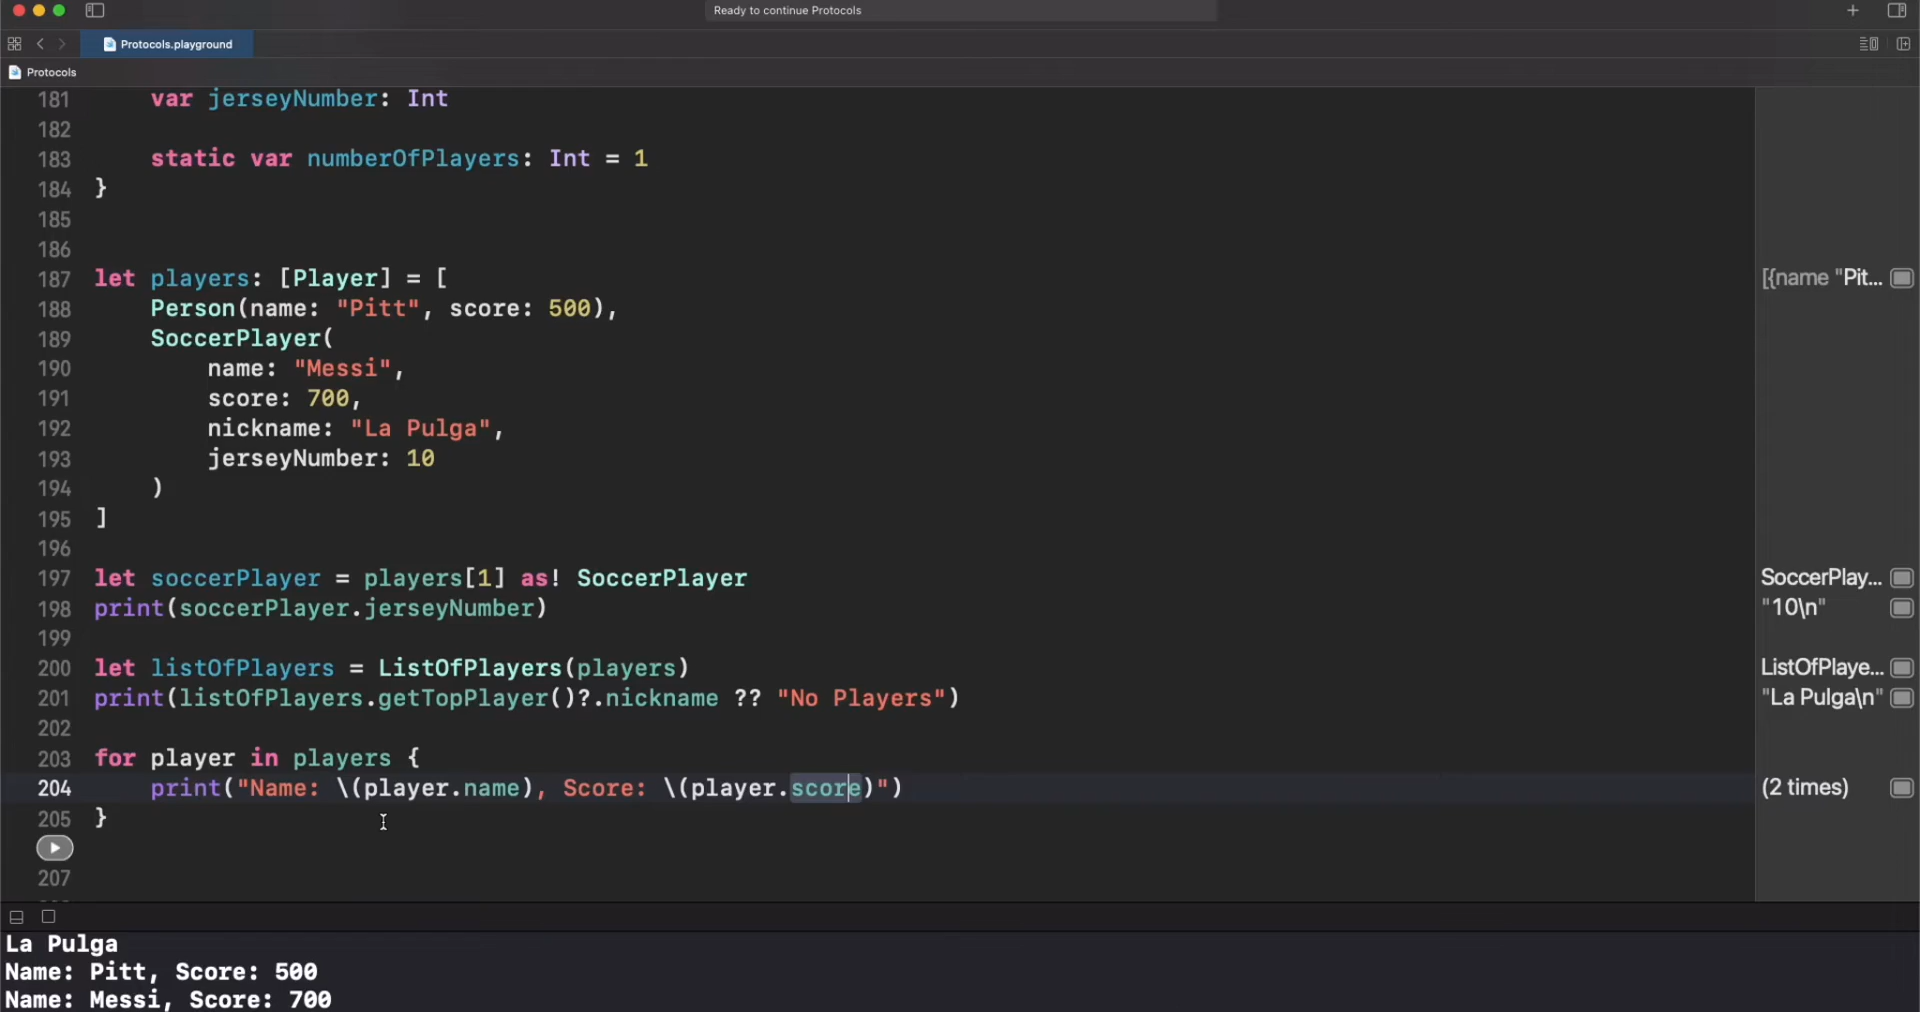 Ready to continue Protocols
Protocols.playground
Protocols
181     var jerseyNumber: Int
182
183     static var numberOfPlayers: Int = 1
184 }
185
186
187 let players: [Player] = [
[{name "Pit...
188     Person(name: "Pitt", score: 500),
189     SoccerPlayer(
190         name: "Messi",
191         score: 700,
192         nickname: "La Pulga",
193         jerseyNumber: 10
194     )
195 ]
196
197 let soccerPlayer = players[1] as! SoccerPlayer
SoccerPlay...
198 print(soccerPlayer.jerseyNumber)
"10\n"
199
200 let listOfPlayers = ListOfPlayers(players)
ListOfPlaye...
201 print(listOfPlayers.getTopPlayer()?.nickname ?? "No Players")
"La Pulga\n"
202
203 for player in players {
204     print("Name: \(player.name), Score: \(player.score)")
(2 times)
205 }
207
La Pulga
Name: Pitt, Score: 500
Name: Messi, Score: 700